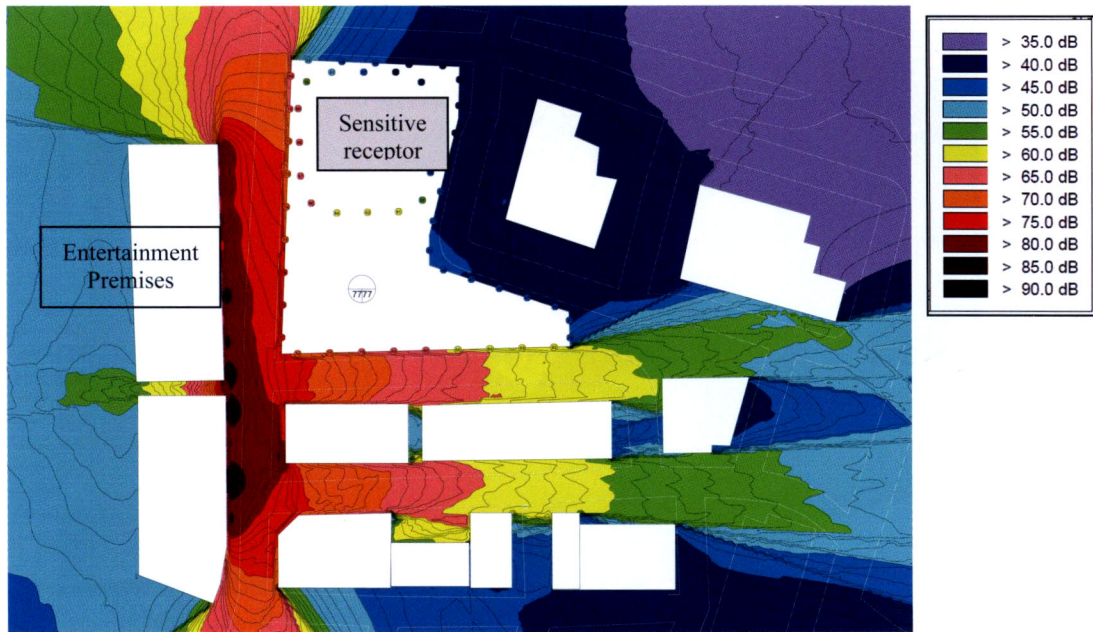 Sensitive
receptor
Entertainment
Premises
77/77
> 35.0 dB
> 40.0 dB
> 45.0 dB
> 50.0 dB
> 55.0 dB
> 60.0 dB
> 65.0 dB
> 70.0 dB
> 75.0 dB
> 80.0 dB
> 85.0 dB
> 90.0 dB